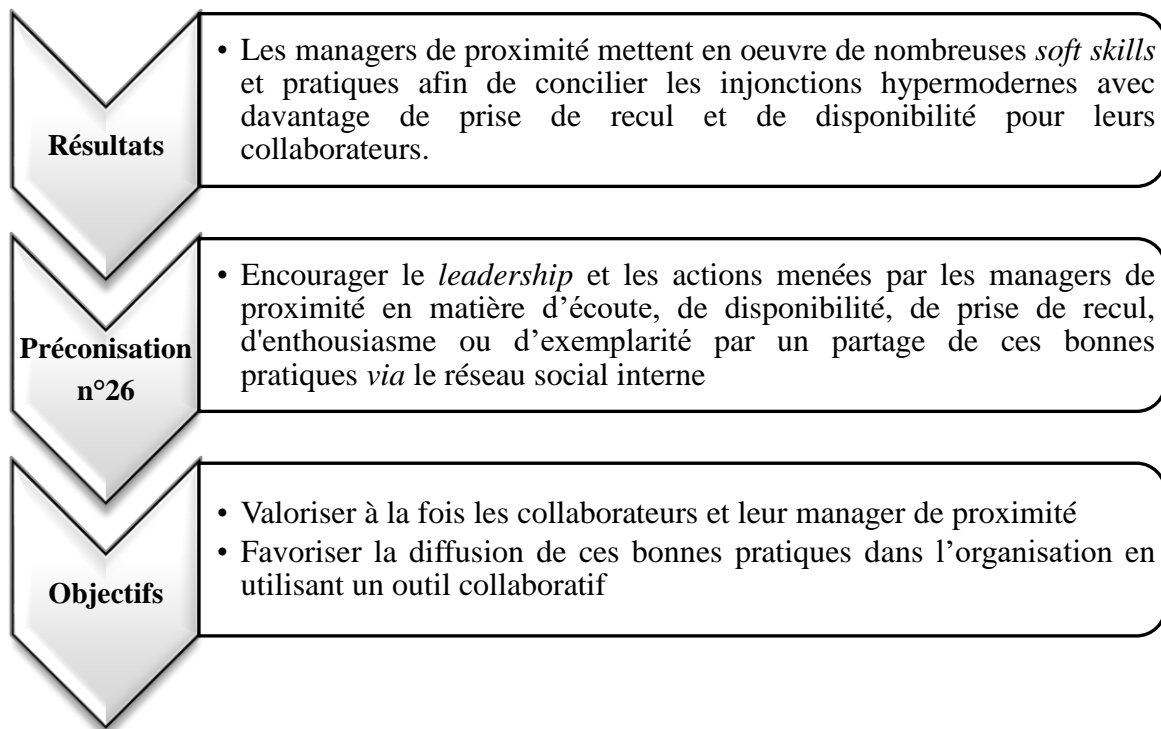 Résultats
• Les managers de proximité mettent en oeuvre de nombreuses soft skills
et pratiques afin de concilier les injonctions hypermodernes avec
davantage de prise de recul et de disponibilité pour leurs
collaborateurs.
Préconisation
n°26
• Encourager le leadership et les actions menées par les managers de
proximité en matière d’écoute, de disponibilité, de prise de recul,
d'enthousiasme ou d’exemplarité par un partage de ces bonnes
pratiques via le réseau social interne
Objectifs
• Valoriser à la fois les collaborateurs et leur manager de proximité
• Favoriser la diffusion de ces bonnes pratiques dans l’organisation en
utilisant un outil collaboratif